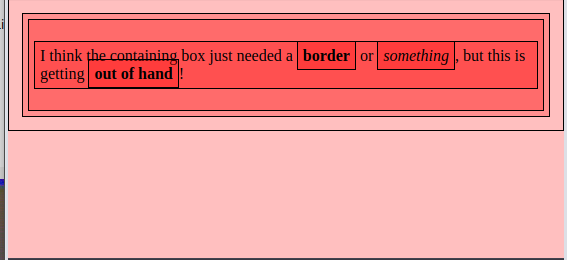 I think the containing box just needed a border or something, but this is
getting out of hand!